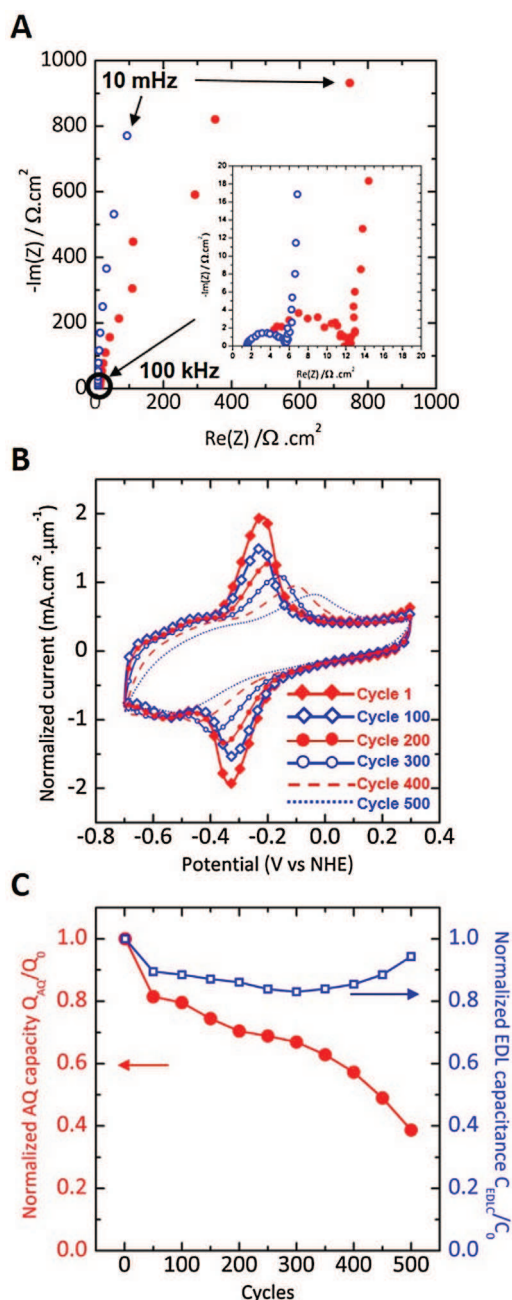 A
10 mHz
1000
800
600
400
200
0
-Im(Z) / Ω.cm²
100 kHz
0 200 400 600 800 1000
Re(Z) /Ω .cm²
20
18
16
14
12
10
8
6
4
2
0
-Im(Z) / Ω.cm²)
0 2 4 6 8 10 12 14 16 18 20
Re(Z) /Ω.cm²
B
2
1
0
-1
-2
Normalized current (mA.cm⁻².μm⁻¹)
Cycle 1
Cycle 100
Cycle 200
Cycle 300
Cycle 400
Cycle 500
-0.8 -0.6 -0.4 -0.2 0.0 0.2 0.4
Potential (V vs NHE)
C
Normalized AQ capacity Q_AQ/Q_0
1.0
0.8
0.6
0.4
0.2
0.0
1.0
0.8
0.6
0.4
0.2
0.0
Normalized EDL capacitance C_EDLC/C_0
0 100 200 300 400 500
Cycles